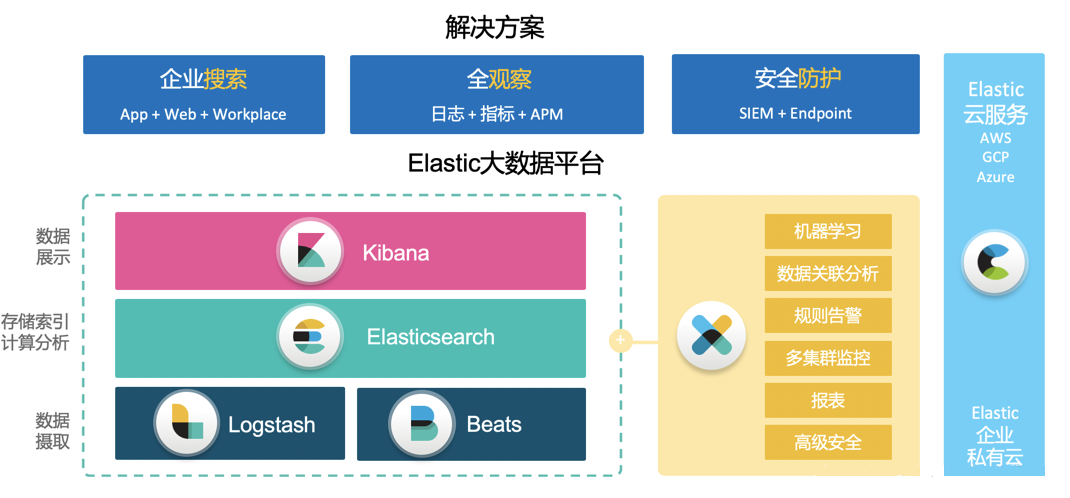 解决方案
企业搜索
App + Web + Workplace
全观察
日志 + 指标 + APM
安全防护
SIEM + Endpoint
Elastic
云服务
AWS
GCP
Azure
Elastic大数据平台
数据
展示
Kibana
存储索引
计算分析
Elasticsearch
数据
摄取
Logstash
Beats
+
机器学习
数据关联分析
规则告警
多集群监控
报表
高级安全
Elastic
企业
私有云